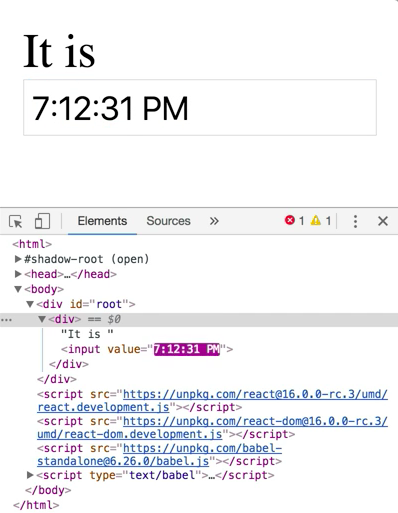 It is
7:12:31 PM
Elements Sources » 1 1
<html>
#shadow-root (open)
<head>…</head>
<body>
<div id="root">
… <div> == $0
"It is "
<input value="7:12:31 PM">
</div>
</div>
<script src="https://unpkg.com/react@16.0.0-rc.3/umd/
react.development.js"></script>
<script src="https://unpkg.com/react-dom@16.0.0-rc.3/
umd/react-dom.development.js"></script>
<script src="https://unpkg.com/babel-
standalone@6.26.0/babel.js"></script>
<script type="text/babel">…</script>
</body>
</html>